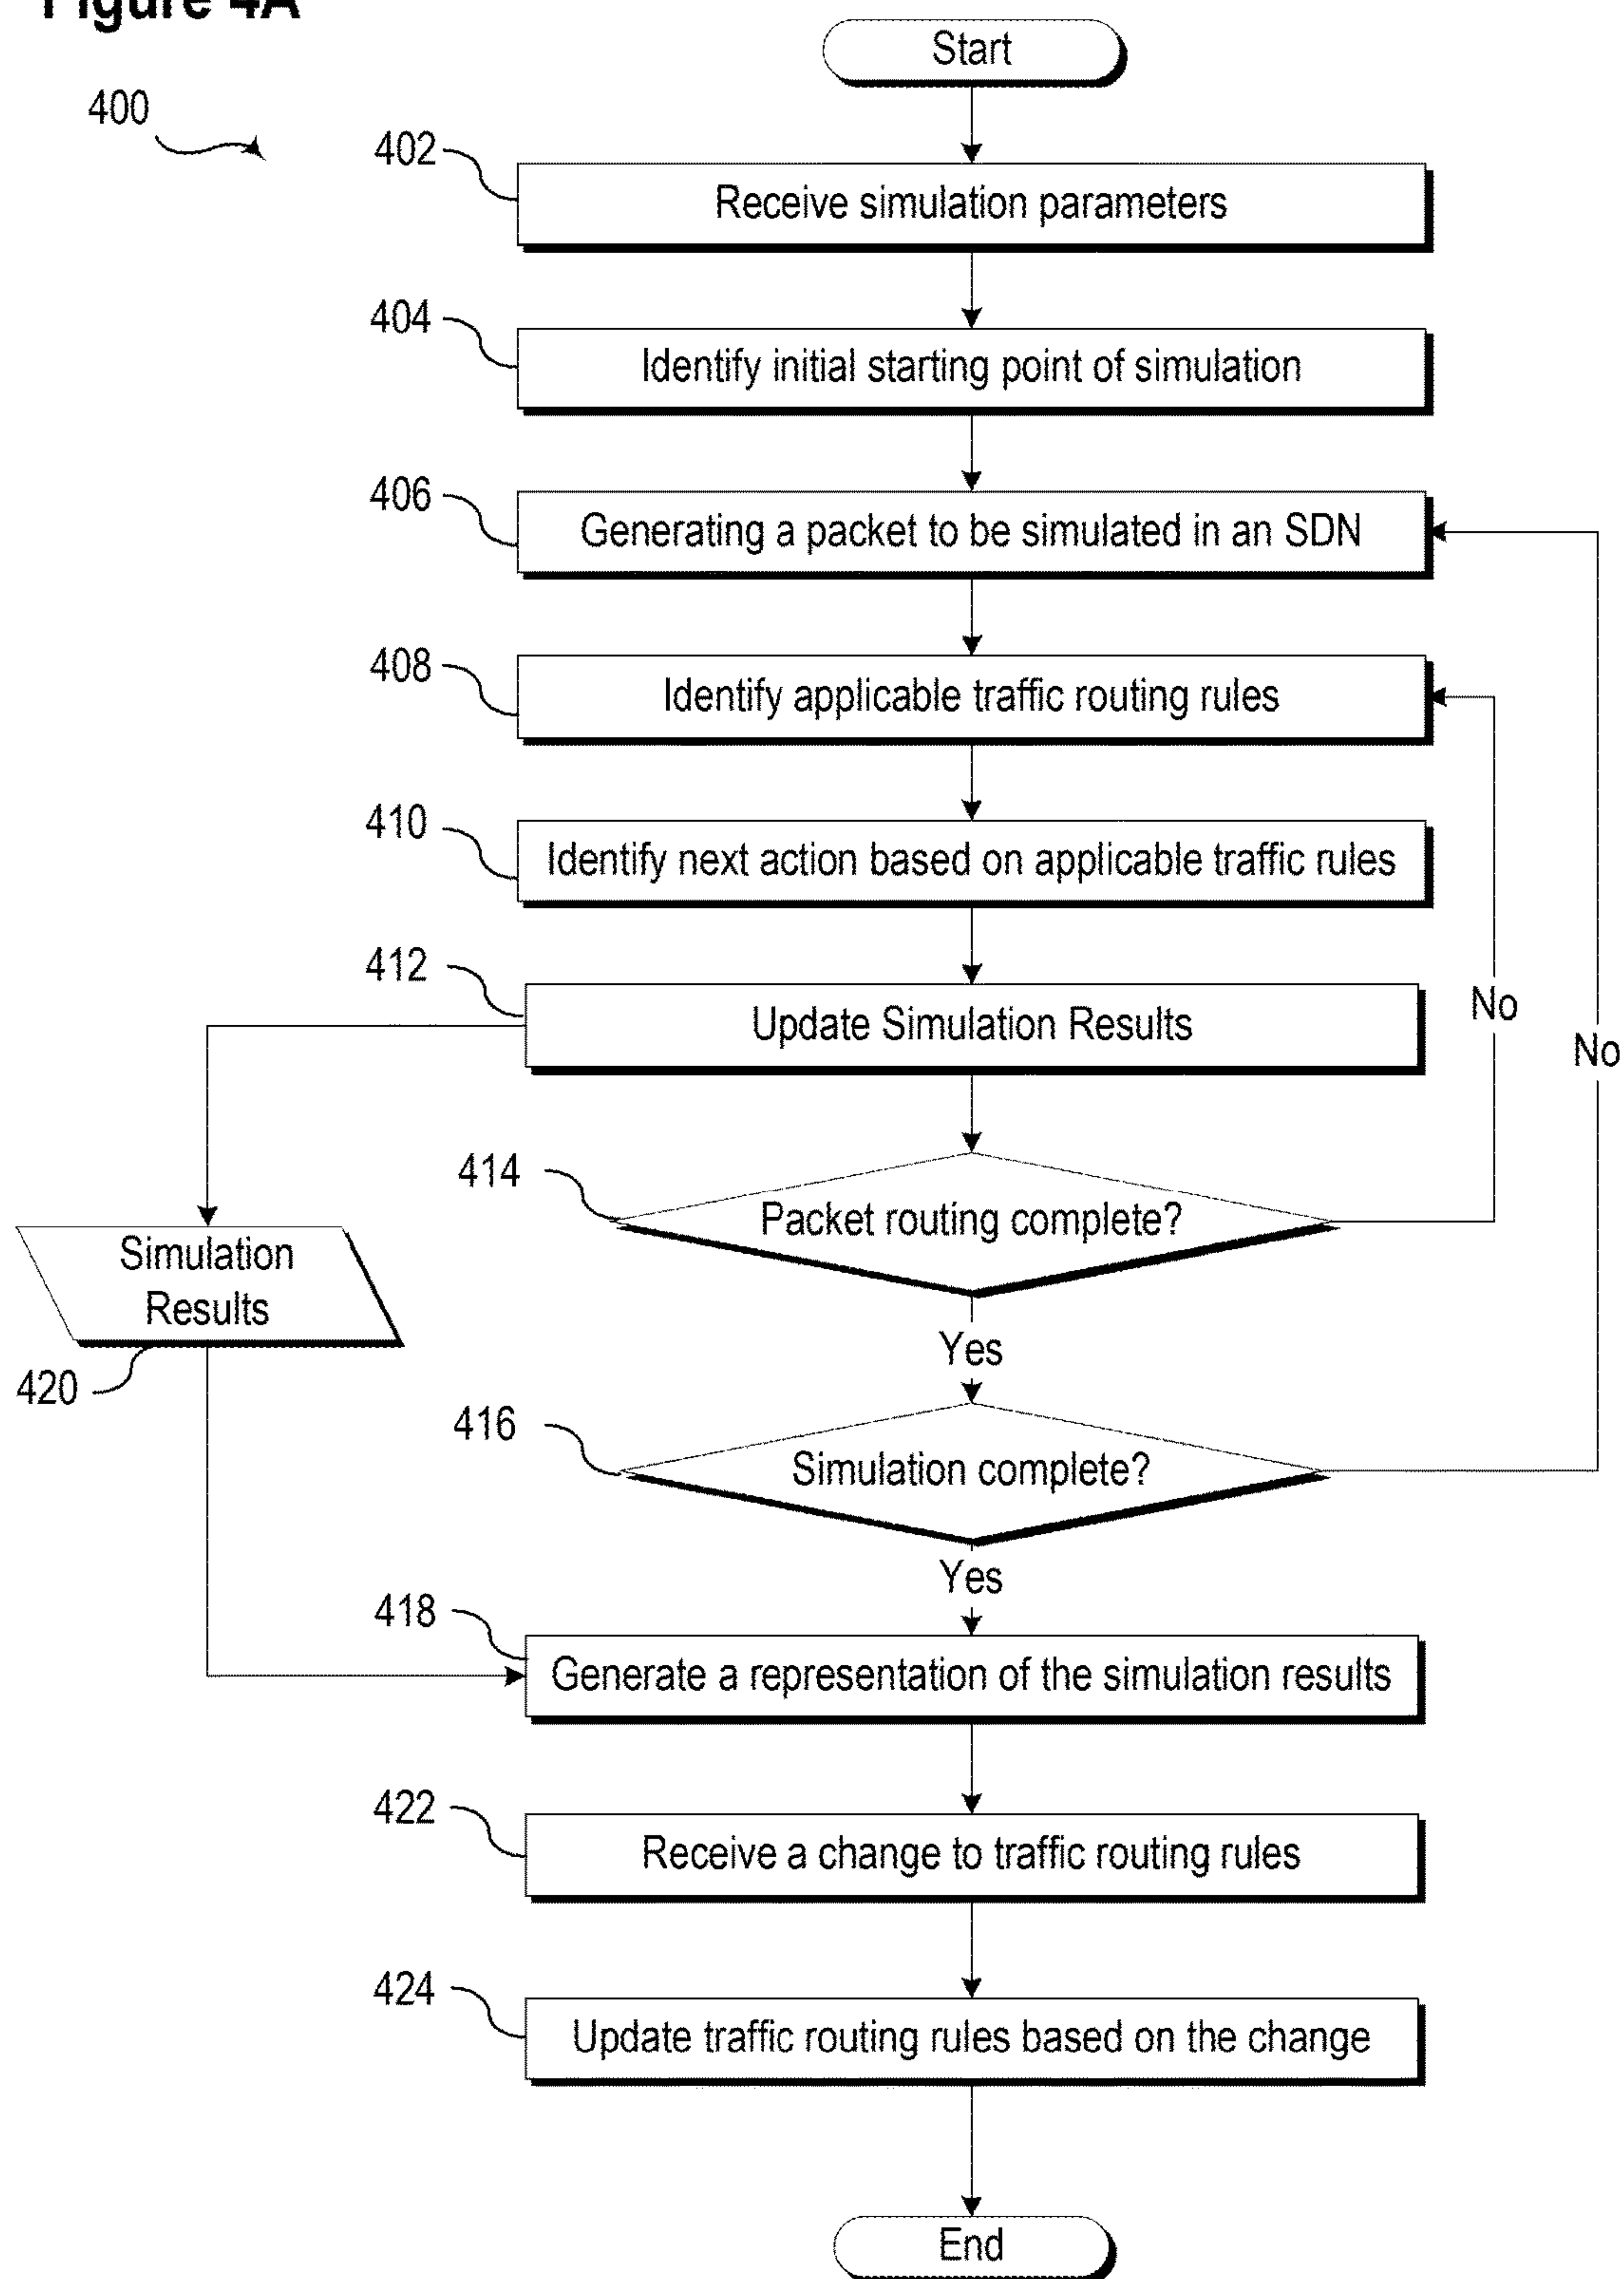 Figure 4A
Start
400
402
Receive simulation parameters
404
Identify initial starting point of simulation
406
Generating a packet to be simulated in an SDN
408
Identify applicable traffic routing rules
410
Identify next action based on applicable traffic rules
412
Update Simulation Results
No
No
414
Packet routing complete?
Simulation
Results
420
Yes
416
Simulation complete?
Yes
418
Generate a representation of the simulation results
422
Receive a change to traffic routing rules
424
Update traffic routing rules based on the change
End